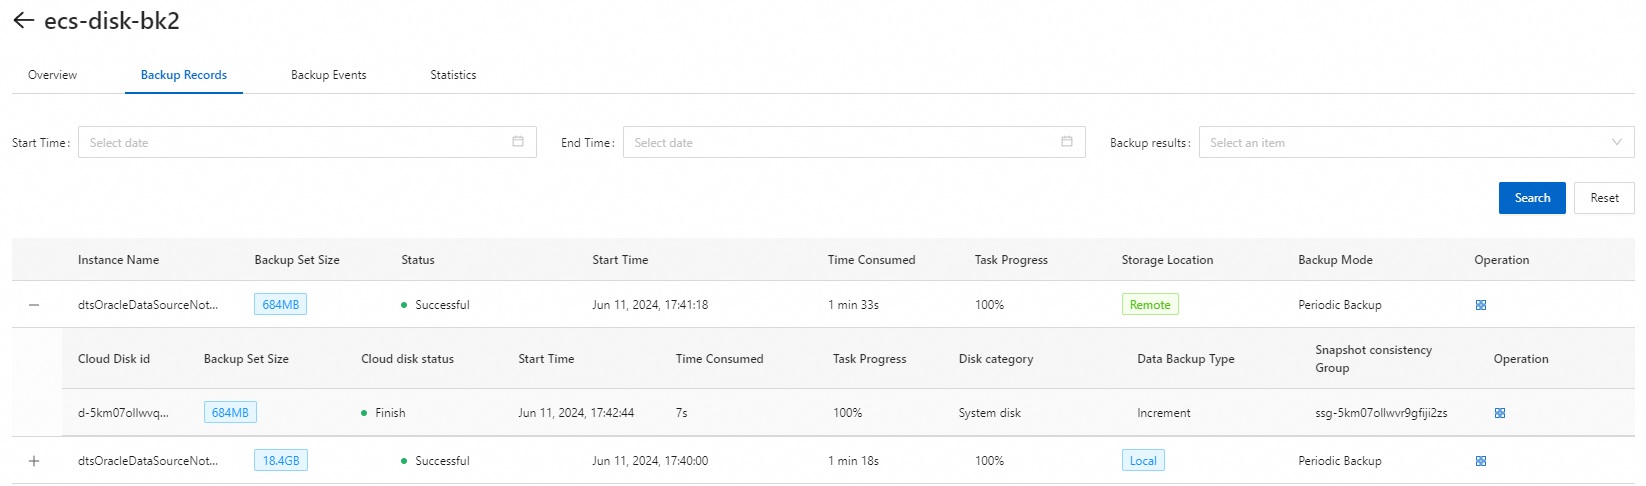 ecs-disk-bk2
Overview Backup Records Backup Events Statistics
Start Time: Select date End Time: Select date Backup results: Select an item
Search Reset
Instance Name Backup Set Size Status Start Time Time Consumed Task Progress Storage Location Backup Mode Operation
dtsOracleDataSourceNot... 684MB Successful Jun 11, 2024, 17:41:18 1 min 33s 100% Remote Periodic Backup
Cloud Disk id Backup Set Size Cloud disk status Start Time Time Consumed Task Progress Disk category Data Backup Type Snapshot consistency Group Operation
d-5km07ollwvq... 684MB Finish Jun 11, 2024, 17:42:44 7s 100% System disk Increment ssg-5km07ollwvr9gfiji2zs
dtsOracleDataSourceNot... 18.4GB Successful Jun 11, 2024, 17:40:00 1 min 18s 100% Local Periodic Backup